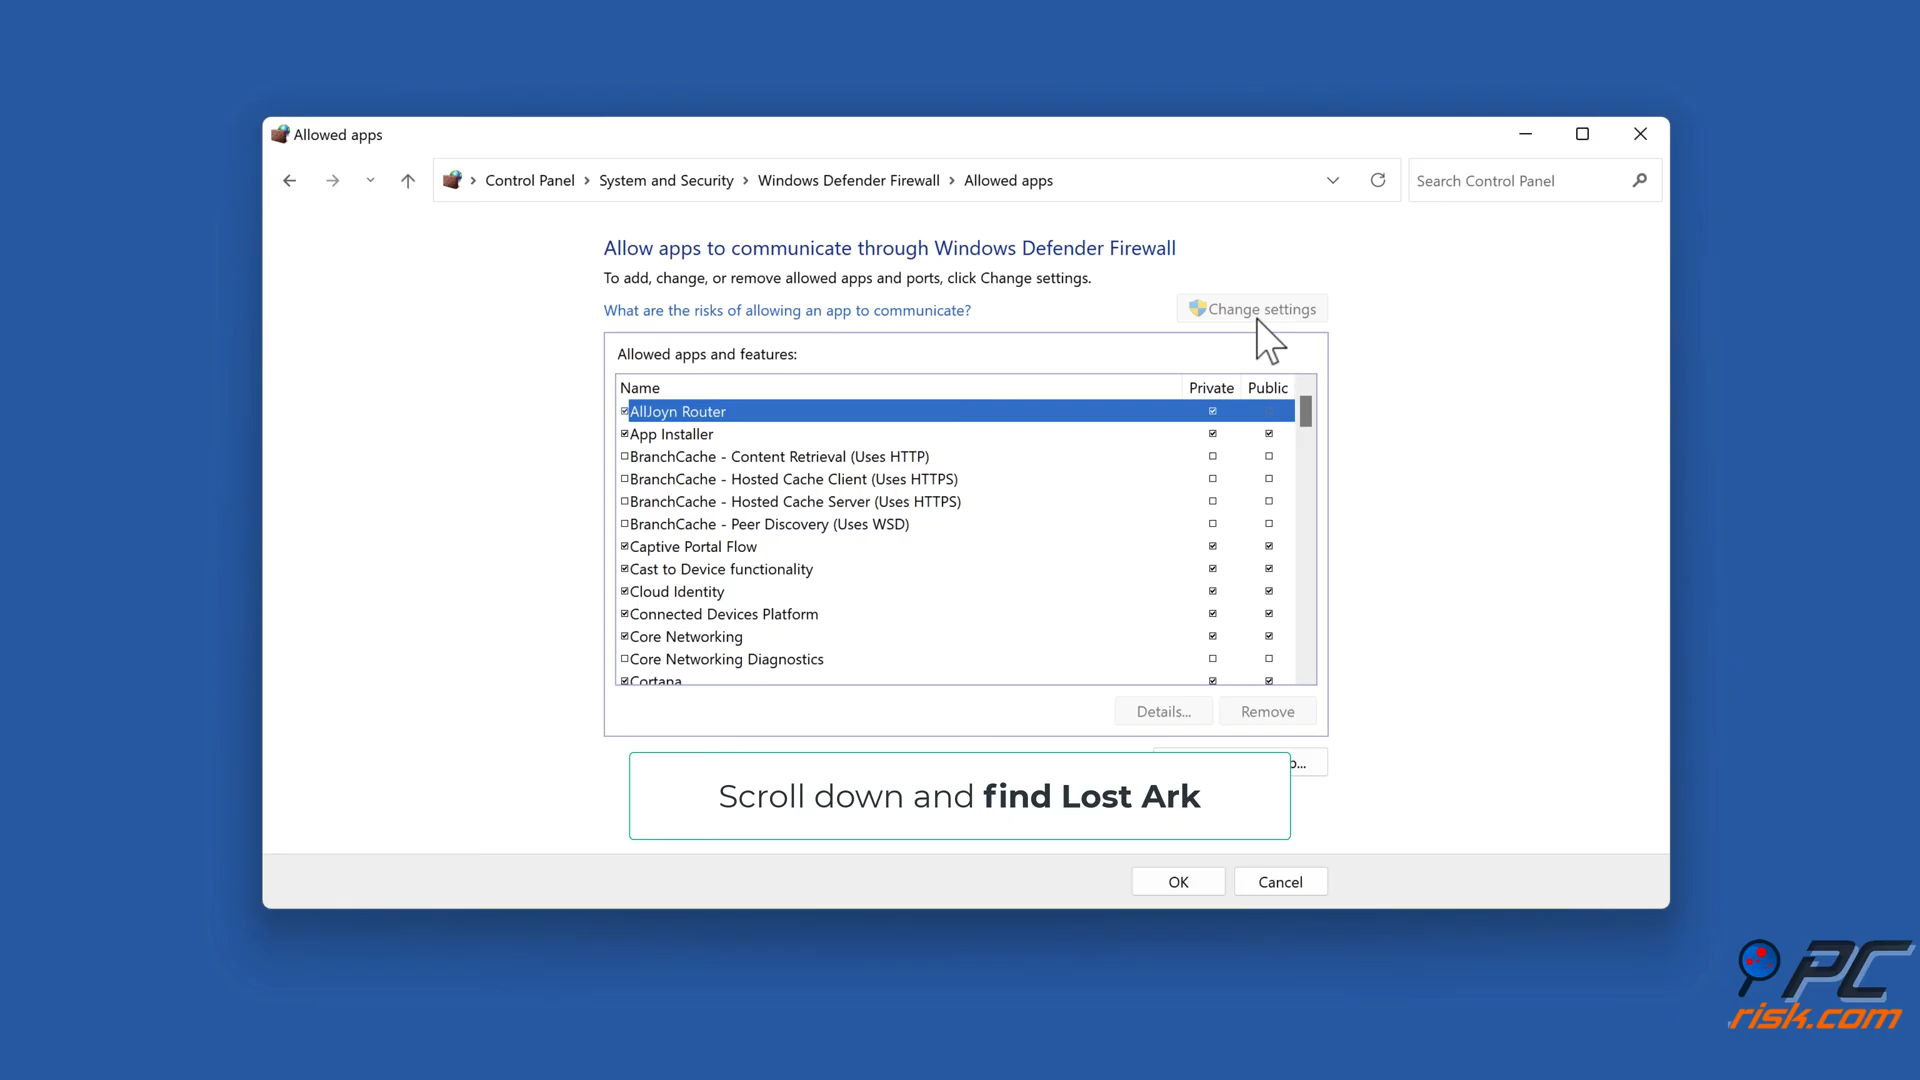 Allowed apps
Control Panel > System and Security > Windows Defender Firewall > Allowed apps
Search Control Panel
Allow apps to communicate through Windows Defender Firewall
To add, change, or remove allowed apps and ports, click Change settings.
What are the risks of allowing an app to communicate?
Change settings
Allowed apps and features:
Name Private Public
AllJoyn Router
App Installer
BranchCache - Content Retrieval (Uses HTTP)
BranchCache - Hosted Cache Client (Uses HTTPS)
BranchCache - Hosted Cache Server (Uses HTTPS)
BranchCache - Peer Discovery (Uses WSD)
Captive Portal Flow
Cast to Device functionality
Cloud Identity
Connected Devices Platform
Core Networking
Core Networking Diagnostics
Cortana
Details... Remove
Scroll down and find Lost Ark
OK Cancel
PC
risk.com